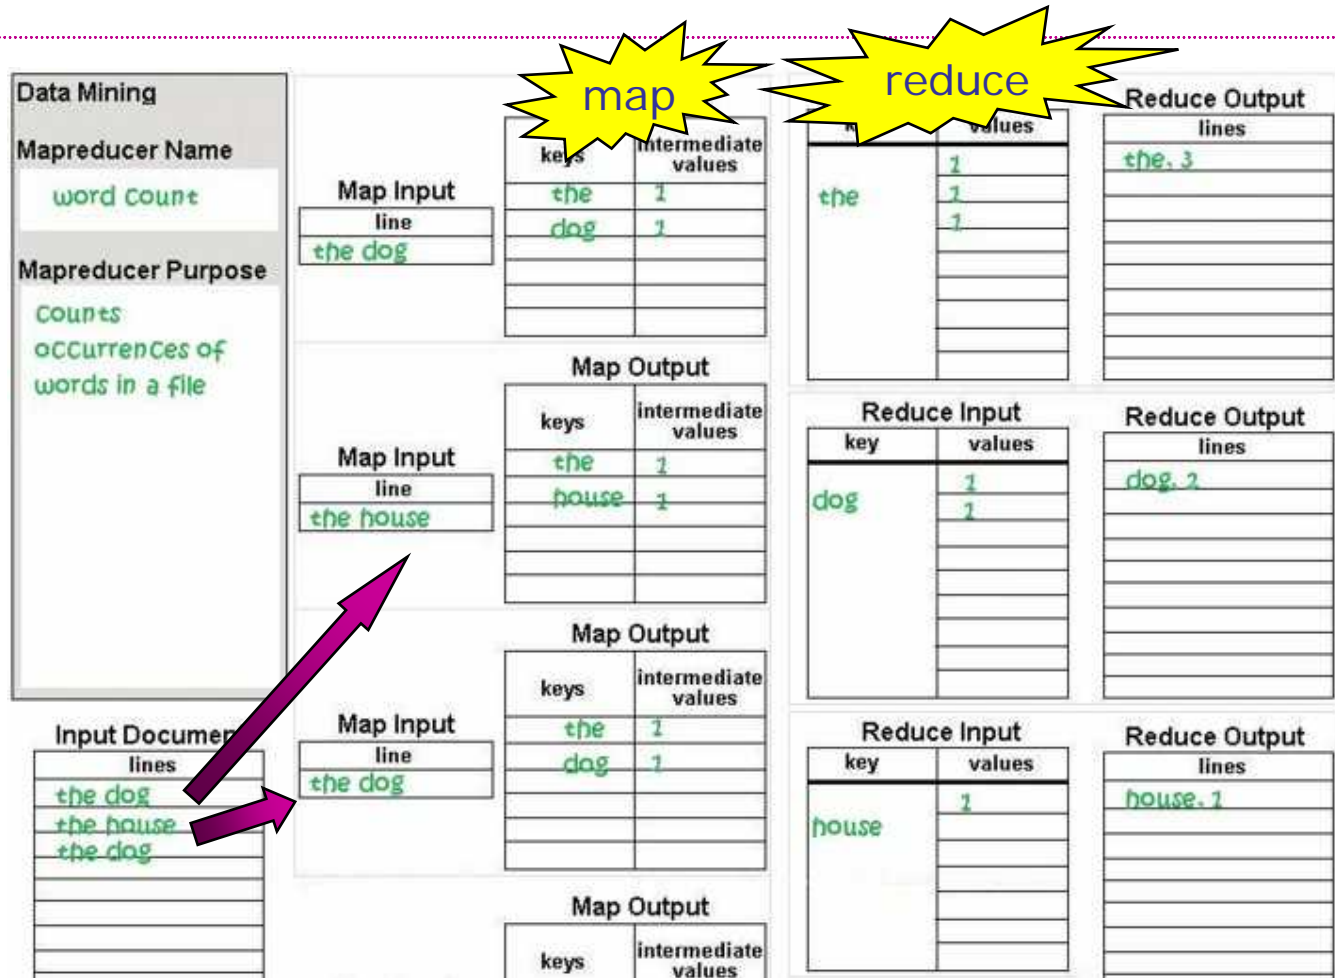 map
reduce
Data Mining
Mapreducer Name
word Count
Mapreducer Purpose
Counts
occurrences of
words in a file
Input Documen
lines
the dog
the house
the dog
Map Input
line
the dog
keys
intermediate
values
the 1
dog 1
Map Input
line
the house
Map Output
keys
intermediate
values
the 1
house 1
Map Input
line
the dog
Map Output
keys
intermediate
values
the 1
dog 1
Map Output
keys
intermediate
values
values
the
1
1
1
Reduce Output
lines
the, 3
Reduce Input
key values
dog
1
1
Reduce Output
lines
dog, 2
Reduce Input
key values
house
1
Reduce Output
lines
house, 1